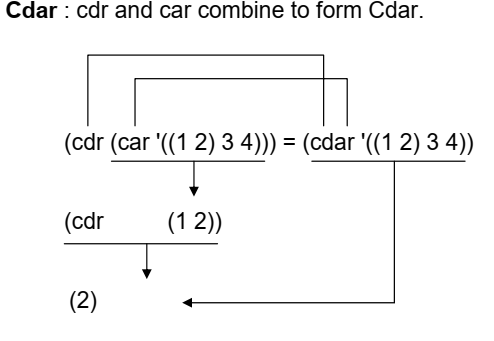 Cdar : cdr and car combine to form Cdar.
(cdr (car '((1 2) 3 4))) = (cdar '((1 2) 3 4))
(cdr (1 2))
(2)